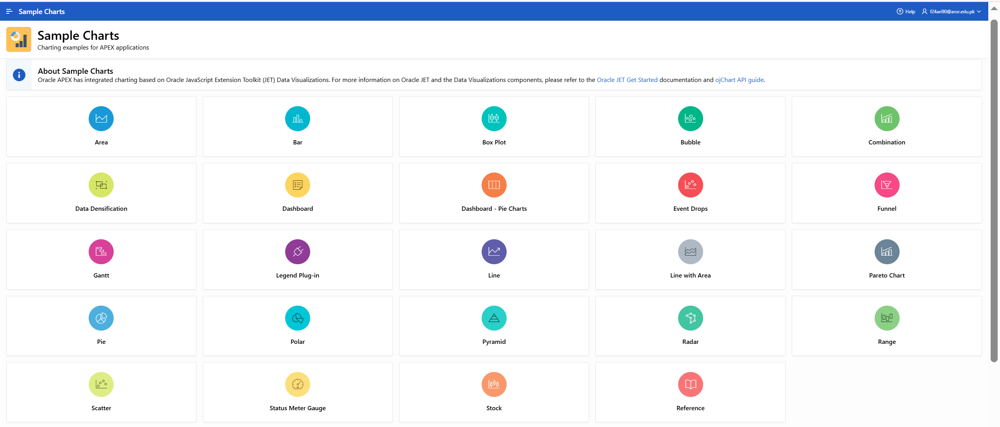 Sample Charts
Help
f24ari90@aror.edu.pk
Sample Charts
Charting examples for APEX applications
About Sample Charts
Oracle APEX has integrated charting based on Oracle JavaScript Extension Toolkit (JET) Data Visualizations. For more information on Oracle JET and the Data Visualizations components, please refer to the Oracle JET Get Started documentation and ojChart API guide.
Area
Bar
Box Plot
Bubble
Combination
Data Densification
Dashboard
Dashboard - Pie Charts
Event Drops
Funnel
Gantt
Legend Plug-in
Line
Line with Area
Pareto Chart
Pie
Polar
Pyramid
Radar
Range
Scatter
Status Meter Gauge
Stock
Reference